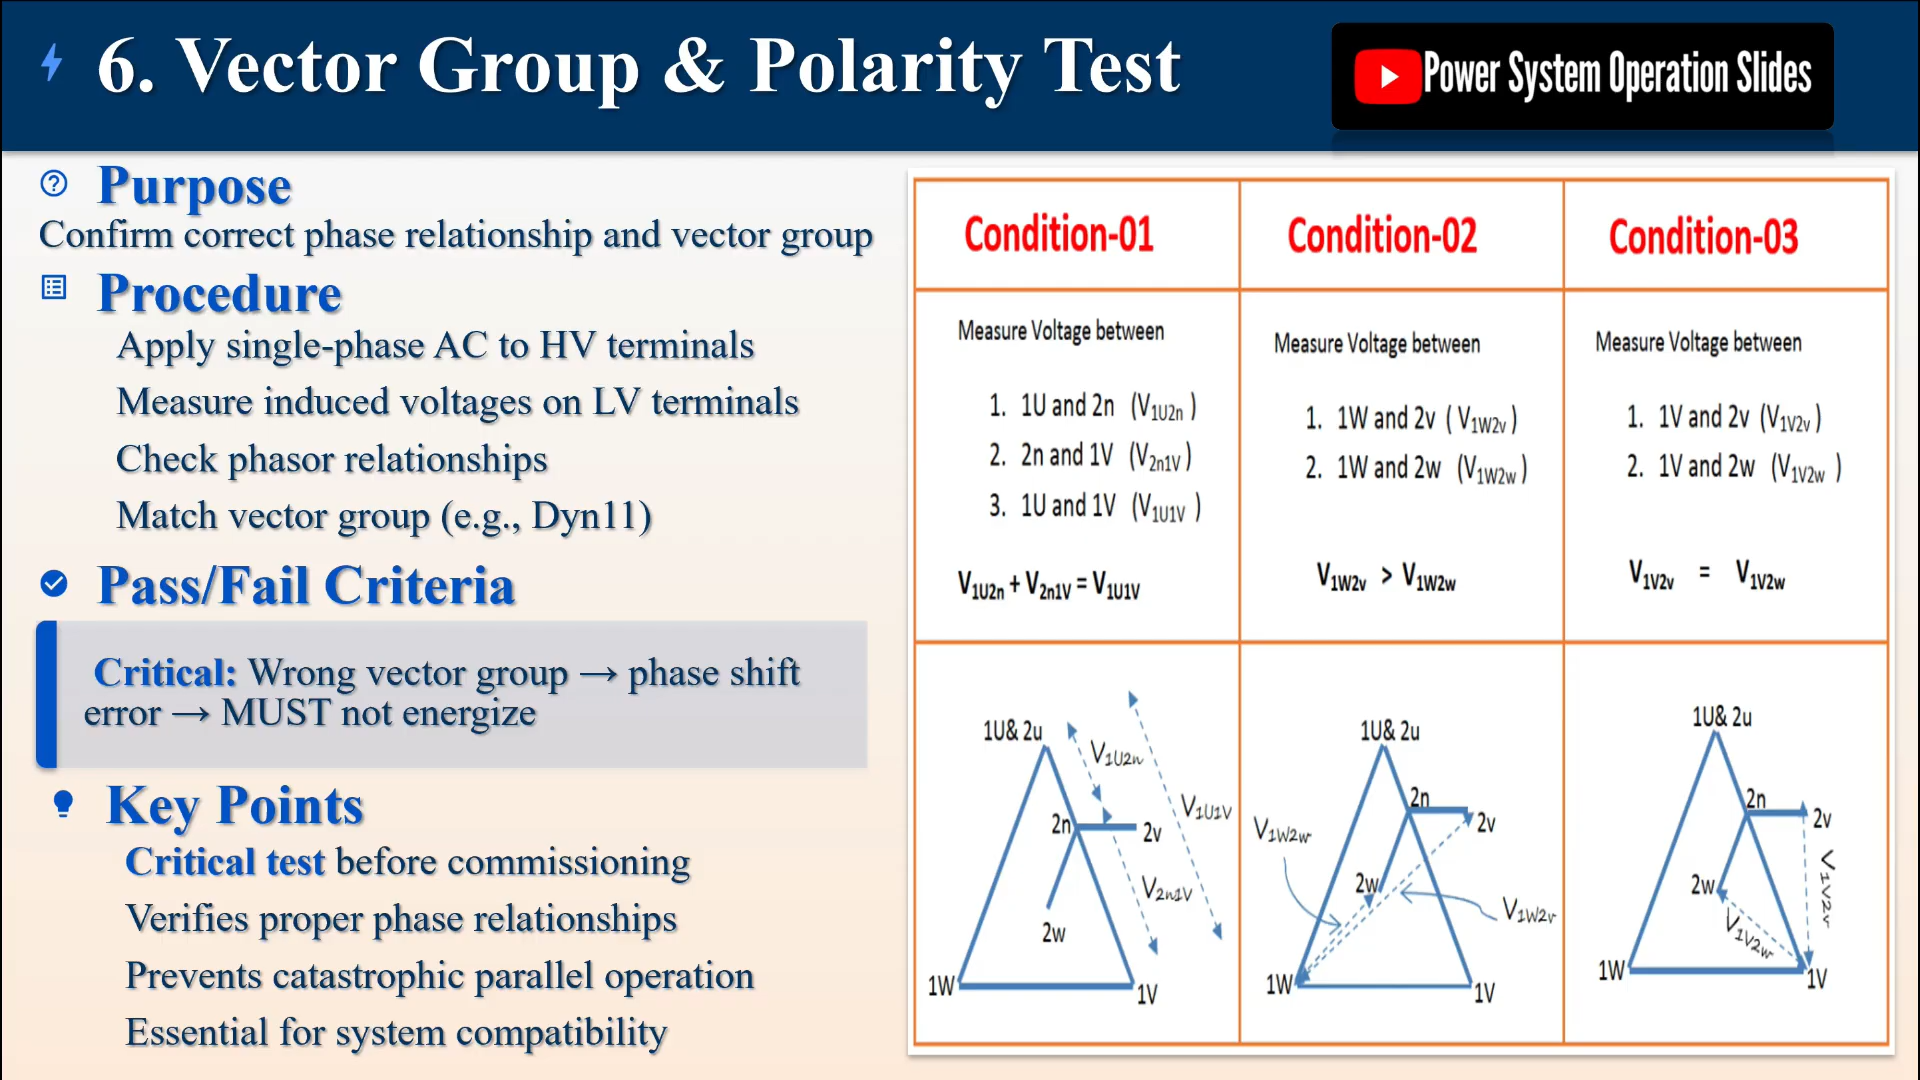 6. Vector Group & Polarity Test
Power System Operation Slides
Purpose
Confirm correct phase relationship and vector group
Procedure
Apply single-phase AC to HV terminals
Measure induced voltages on LV terminals
Check phasor relationships
Match vector group (e.g., Dyn11)
Pass/Fail Criteria
Critical: Wrong vector group → phase shift
error → MUST not energize
Key Points
Critical test before commissioning
Verifies proper phase relationships
Prevents catastrophic parallel operation
Essential for system compatibility
Condition-01
Measure Voltage between
1. 1U and 2n (V1U2n )
2. 2n and 1V (V2n1V )
3. 1U and 1V (V1U1V )
V1U2n + V2n1V = V1U1V
1U& 2u
V1U2n
V1U1V
2n
2v
V2n1V
2w
1W
1V
Condition-02
Measure Voltage between
1. 1W and 2v ( V1W2v )
2. 1W and 2w (V1W2w )
V1W2v > V1W2w
1U& 2u
2n
2v
V1W2w
2w
V1W2v
1W
1V
Condition-03
Measure Voltage between
1. 1V and 2v (V1V2v )
2. 1V and 2w (V1V2w )
V1V2v = V1V2w
1U& 2u
2n
2v
V1V2v
2w
V1V2w
1W
1V